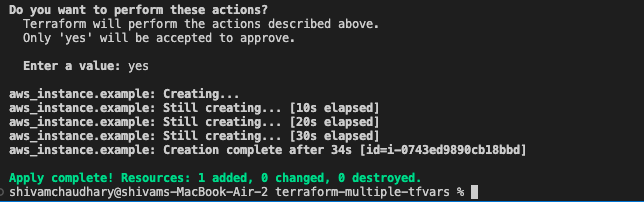 Do you want to perform these actions?
Terraform will perform the actions described above.
Only 'yes' will be accepted to approve.
Enter a value: yes
aws_instance.example: Creating...
aws_instance.example: Still creating... [10s elapsed]
aws_instance.example: Still creating... [20s elapsed]
aws_instance.example: Still creating... [30s elapsed]
aws_instance.example: Creation complete after 34s [id=i-0743ed9890cb18bbd]
Apply complete! Resources: 1 added, 0 changed, 0 destroyed.
shivamchaudhary@shivams-MacBook-Air-2 terraform-multiple-tfvars %